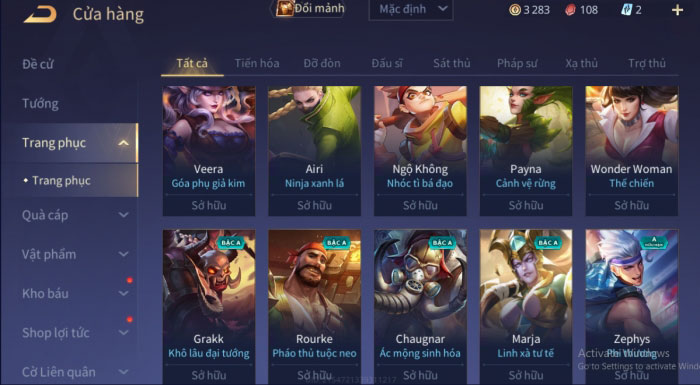 Cửa hàng
Đổi mảnh
Mặc định
3 283
108
2
Đề cử
Tướng
Trang phục
• Trang phục
Quà cáp
Vật phẩm
Kho báu
Shop lợi tức
Cờ Liên quân
Tất cả Tiến hóa Đỡ đòn Đấu sĩ Sát thủ Pháp sư Xạ thủ Trợ thủ
Veera
Góa phụ giả kim
Sở hữu
Airi
Ninja xanh lá
Sở hữu
Ngộ Không
Nhóc tì bá đạo
Sở hữu
Payna
Cảnh vệ rừng
Sở hữu
Wonder Woman
Thế chiến
Sở hữu
BẬC A
Grakk
Khô lâu đại tướng
Sở hữu
BẬC A
Rourke
Pháo thủ tuộc neo
Sở hữu
BẬC A
Chaugnar
Ác mộng sinh hóa
Sở hữu
BẬC A
Marja
Linh xà tư tế
Sở hữu
Zephys
Phi thường
Sở hữu
Activate Windows
Go to Settings to activate Wind